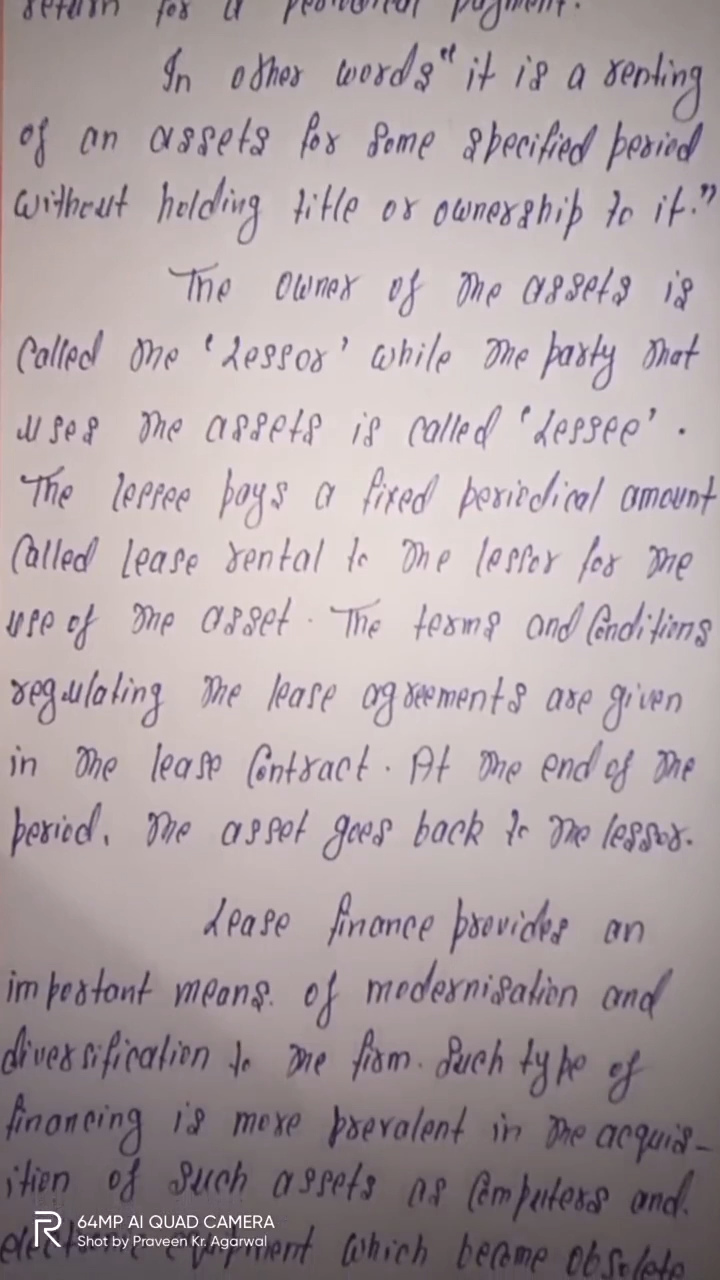 return for a periodical payment.
In other words "it is a renting
of an assets for some specified period
without holding title or ownership to it."
The owner of the assets is
called the 'Lessor' while the party that
uses the assets is called 'Lessee'.
The lessee pays a fixed periodical amount
Called lease rental to the lessor for the
use of the asset. The terms and Conditions
regulating the lease agreements are given
in the lease Contract. At the end of the
period, the asset goes back to the lessor.
Lease finance provides an
important means. of modernisation and
diversification to the firm. Such type of
financing is more prevalent in the acquis-
ition of such assets as Computers and
electronic equipment which become obsolete
64MP AI QUAD CAMERA
Shot by Praveen Kr. Agarwal